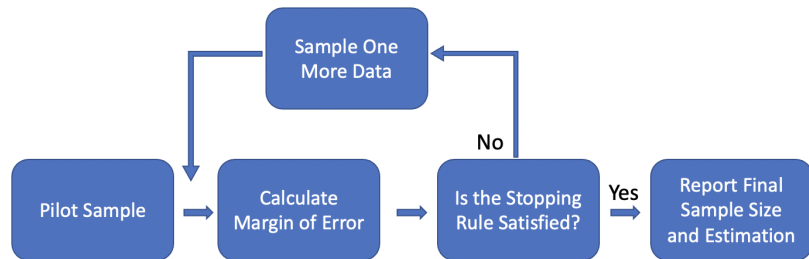 Sample One
More Data
No
Pilot Sample
Calculate
Margin of Error
Is the Stopping
Rule Satisfied?
Yes
Report Final
Sample Size
and Estimation